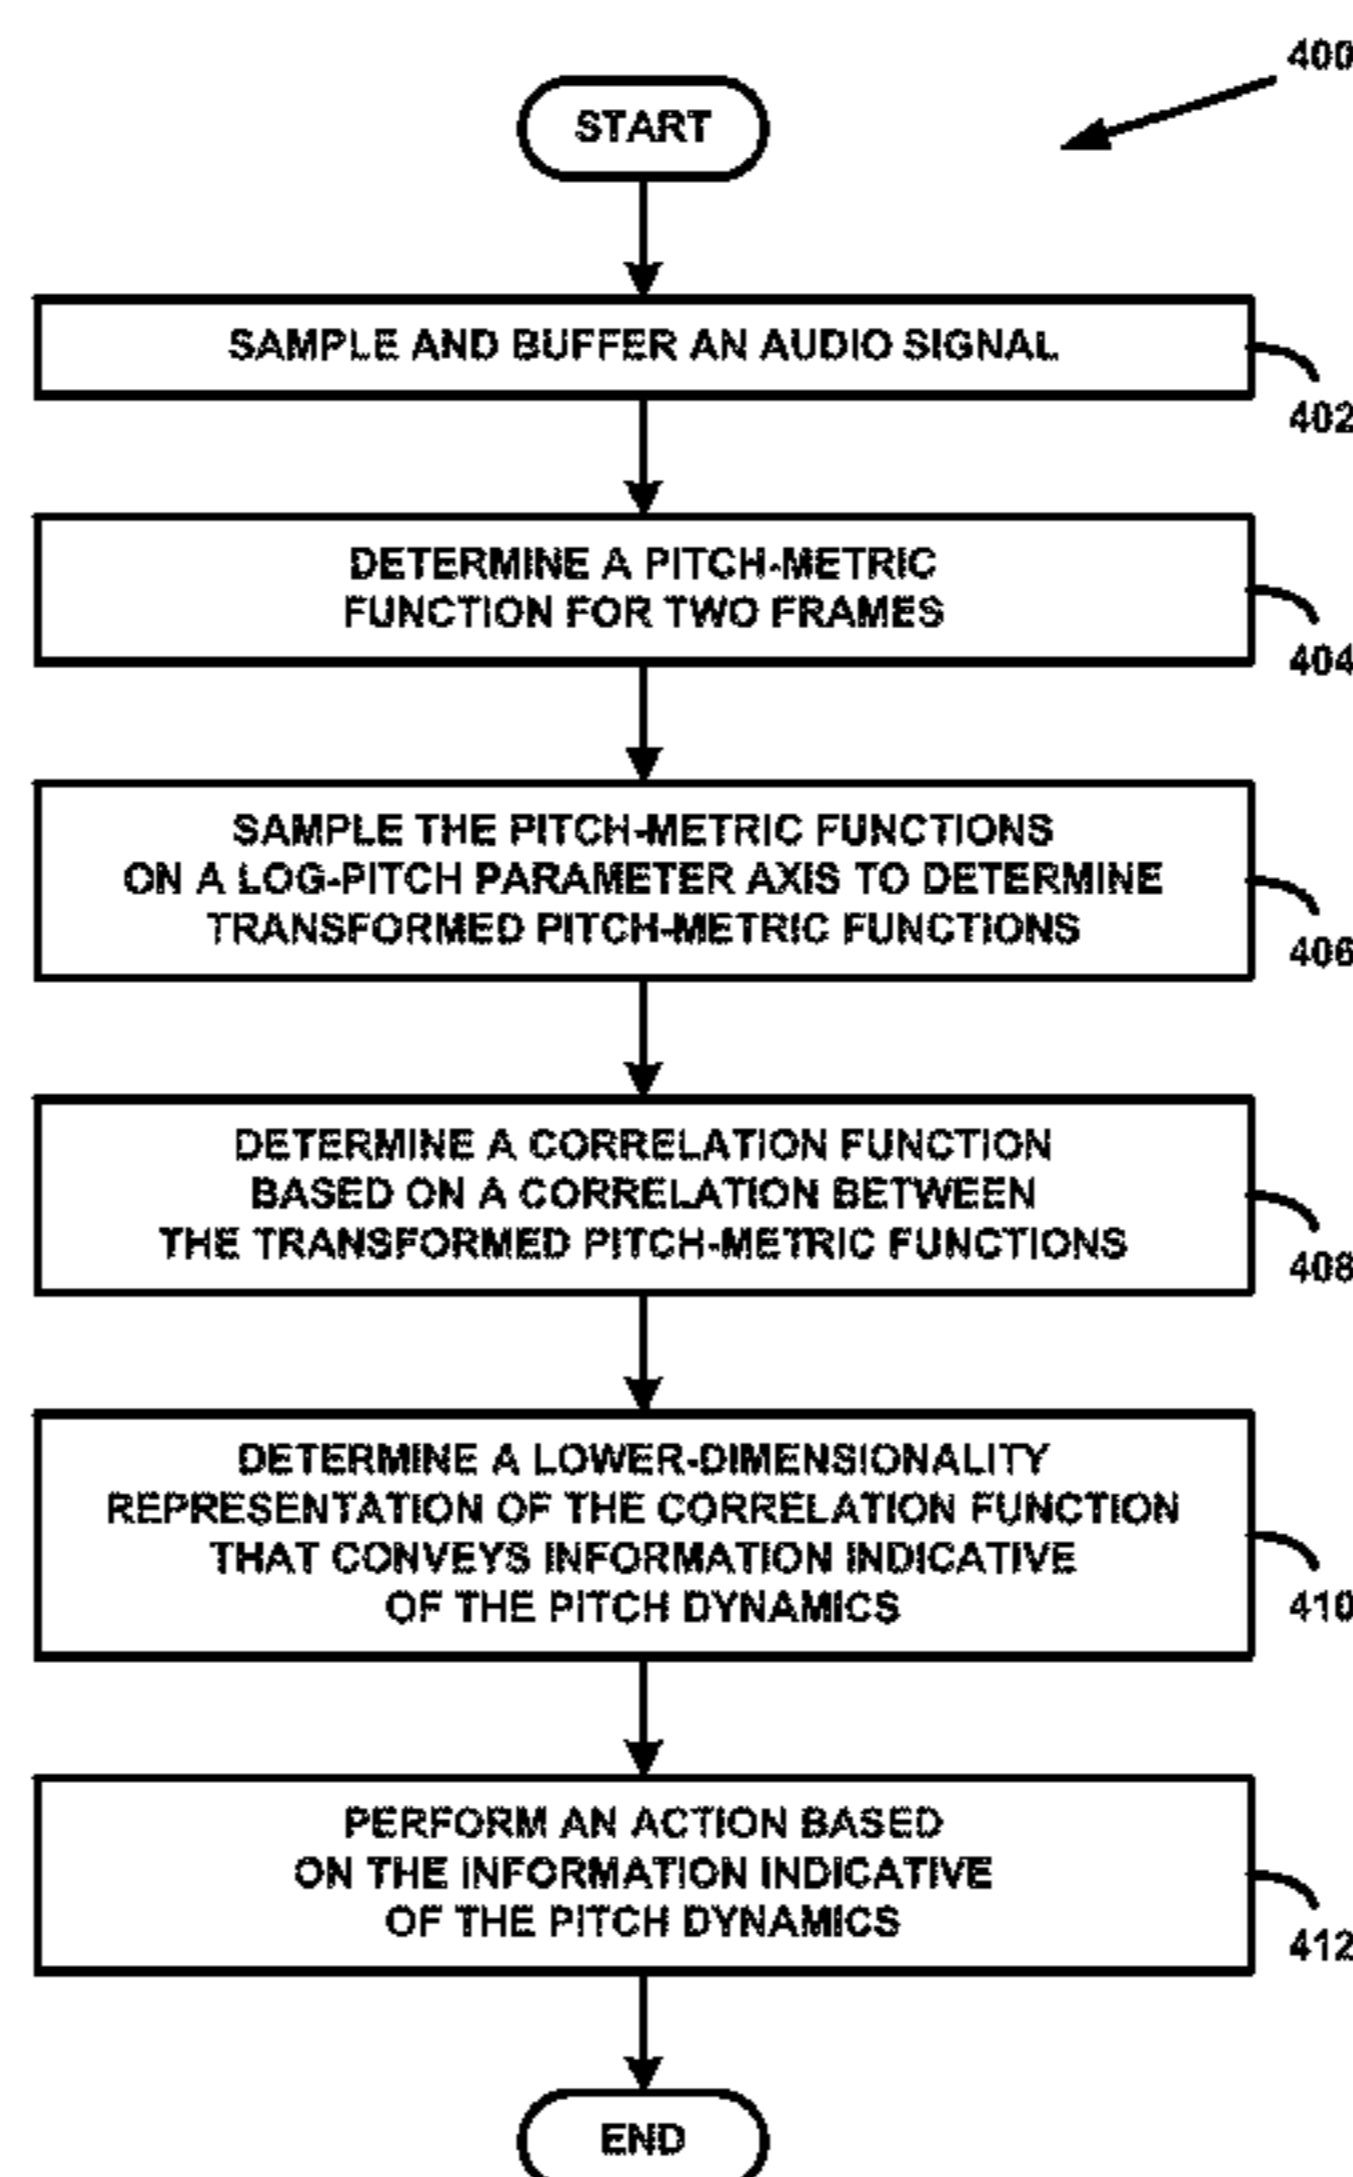 400
START
SAMPLE AND BUFFER AN AUDIO SIGNAL
402
DETERMINE A PITCH-METRIC
FUNCTION FOR TWO FRAMES
404
SAMPLE THE PITCH-METRIC FUNCTIONS
ON A LOG-PITCH PARAMETER AXIS TO DETERMINE
TRANSFORMED PITCH-METRIC FUNCTIONS
406
DETERMINE A CORRELATION FUNCTION
BASED ON A CORRELATION BETWEEN
THE TRANSFORMED PITCH-METRIC FUNCTIONS
408
DETERMINE A LOWER-DIMENSIONALITY
REPRESENTATION OF THE CORRELATION FUNCTION
THAT CONVEYS INFORMATION INDICATIVE
OF THE PITCH DYNAMICS
410
PERFORM AN ACTION BASED
ON THE INFORMATION INDICATIVE
OF THE PITCH DYNAMICS
412
END